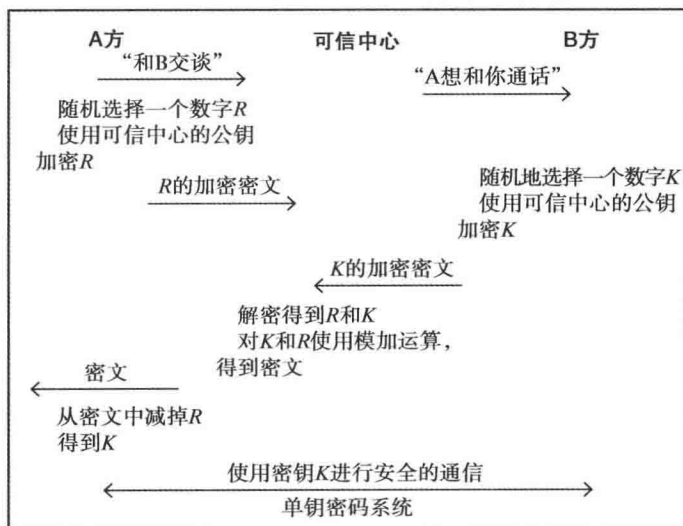 A方 可信中心 B方
“和B交谈” “A想和你通话”
随机选择一个数字R
使用可信中心的公钥
加密R
R的加密密文
随机地选择一个数字K
使用可信中心的公钥
加密K
K的加密密文
解密得到R和K
对K和R使用模加运算，
得到密文
密文
从密文中减掉R
得到K
使用密钥K进行安全的通信
单钥密码系统